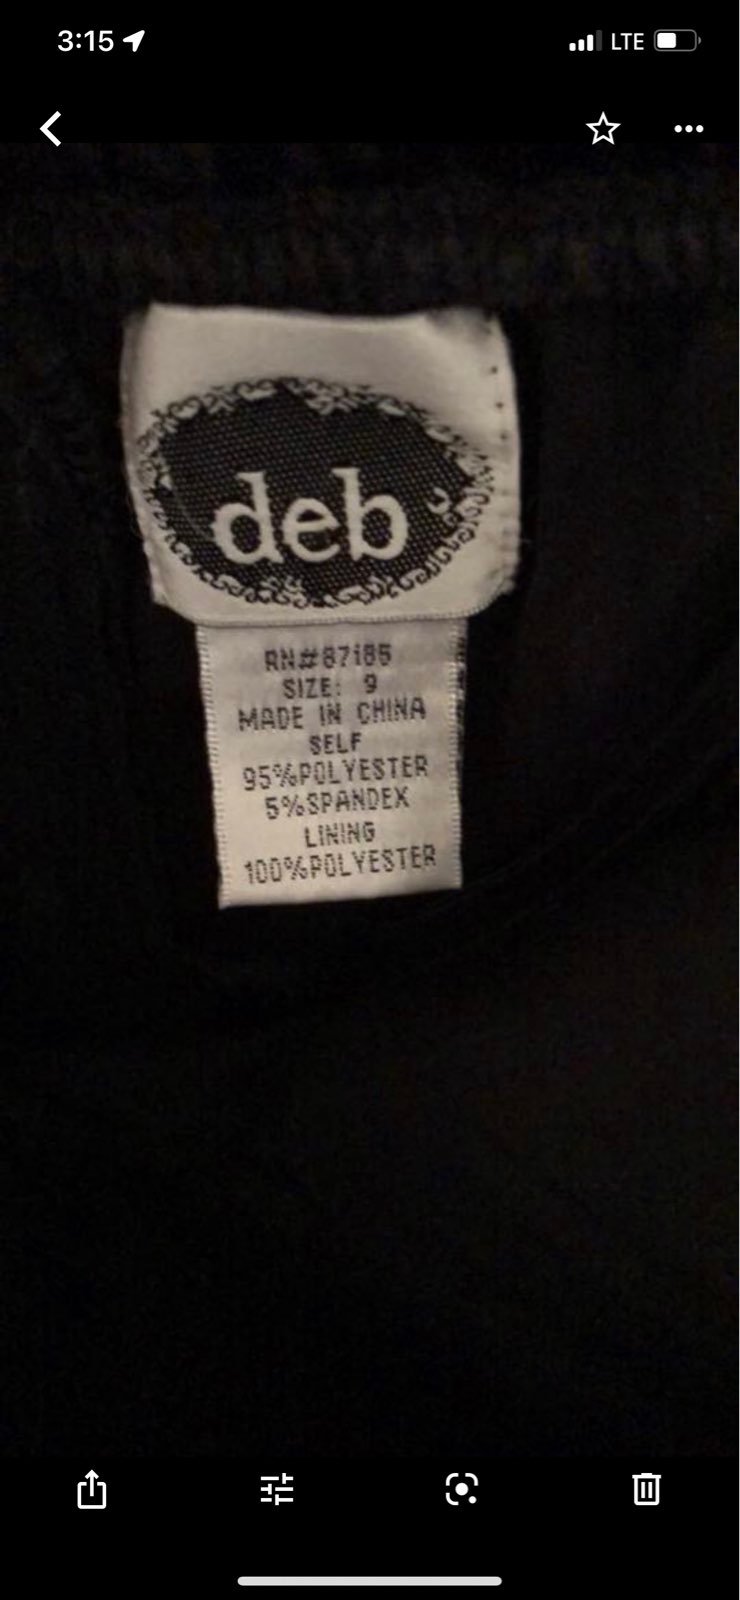 3:15
LTE
deb
RN#87185
SIZE: 9
MADE IN CHINA
SELF
95%POLYESTER
5%SPANDEX
LINING
100%POLYESTER